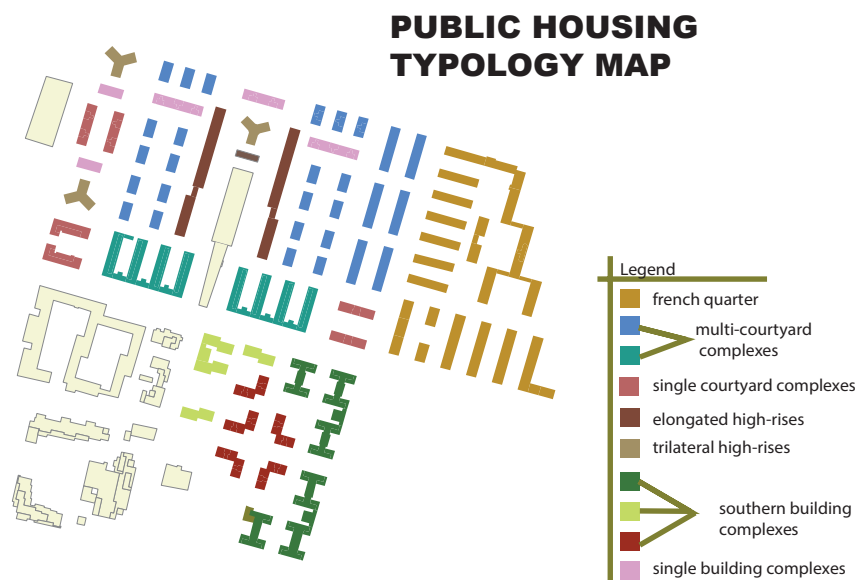 PUBLIC HOUSING
TYPOLOGY MAP
Legend
french quarter
multi-courtyard
complexes
single courtyard complexes
elongated high-rises
trilateral high-rises
southern building
complexes
single building complexes